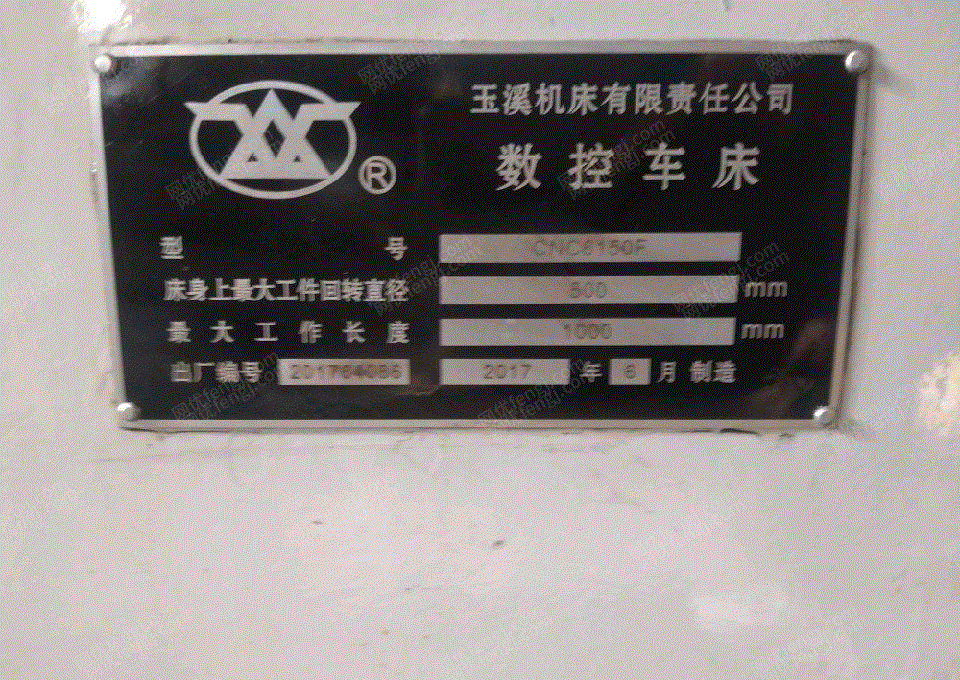 玉溪机床有限责任公司
®
数控车床
型号 CNC6150F
床身上最大工件回转直径 500 mm
最大工作长度 1000 mm
出厂编号 2017 年 6 月 制造